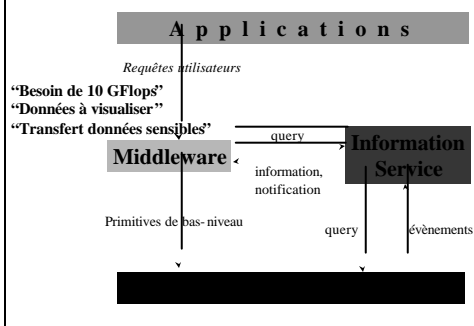 Applications
Requêtes utilisateurs
“Besoin de 10 GFlops”
“Données à visualiser”
“Transfert données sensibles”
query
Middleware
Information
Service
information,
notification
Primitives de bas-niveau
query
évènements